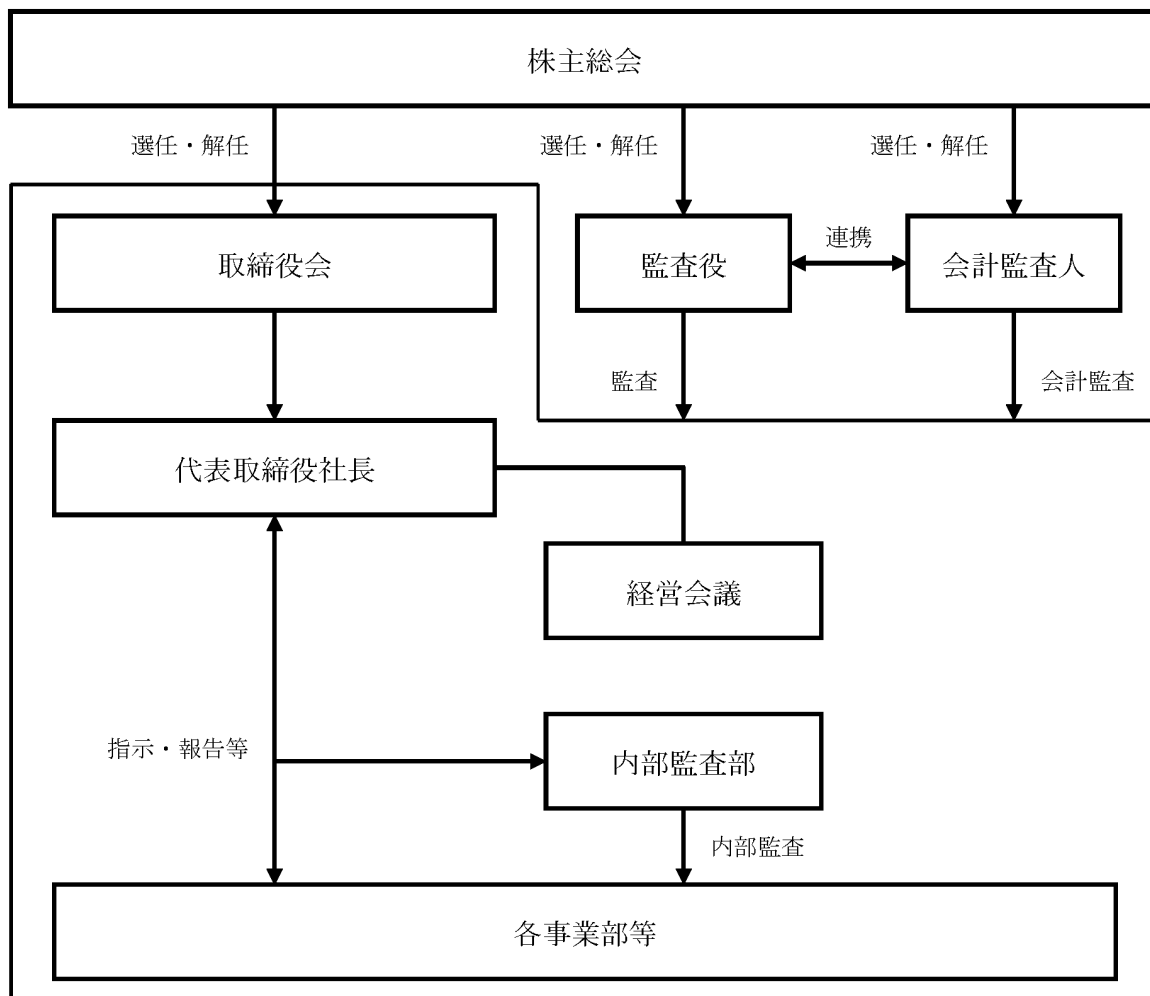 株主総会
選任・解任
選任・解任
選任・解任
取締役会
監査役
連携
会計監査人
監査
会計監査
代表取締役社長
経営会議
指示・報告等
内部監査部
内部監査
各事業部等